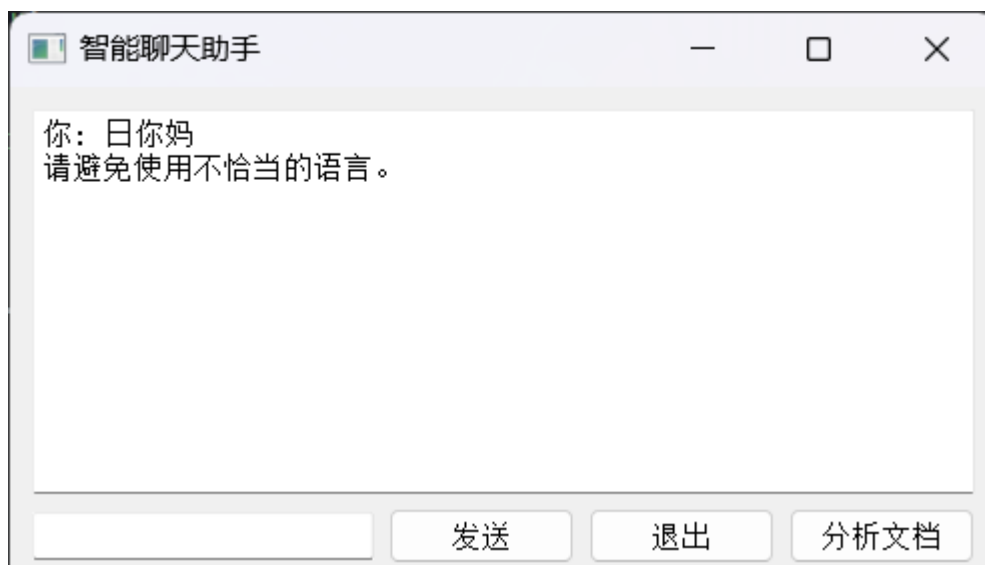 智能聊天助手
你: 日你妈
请避免使用不恰当的语言。
发送
退出
分析文档